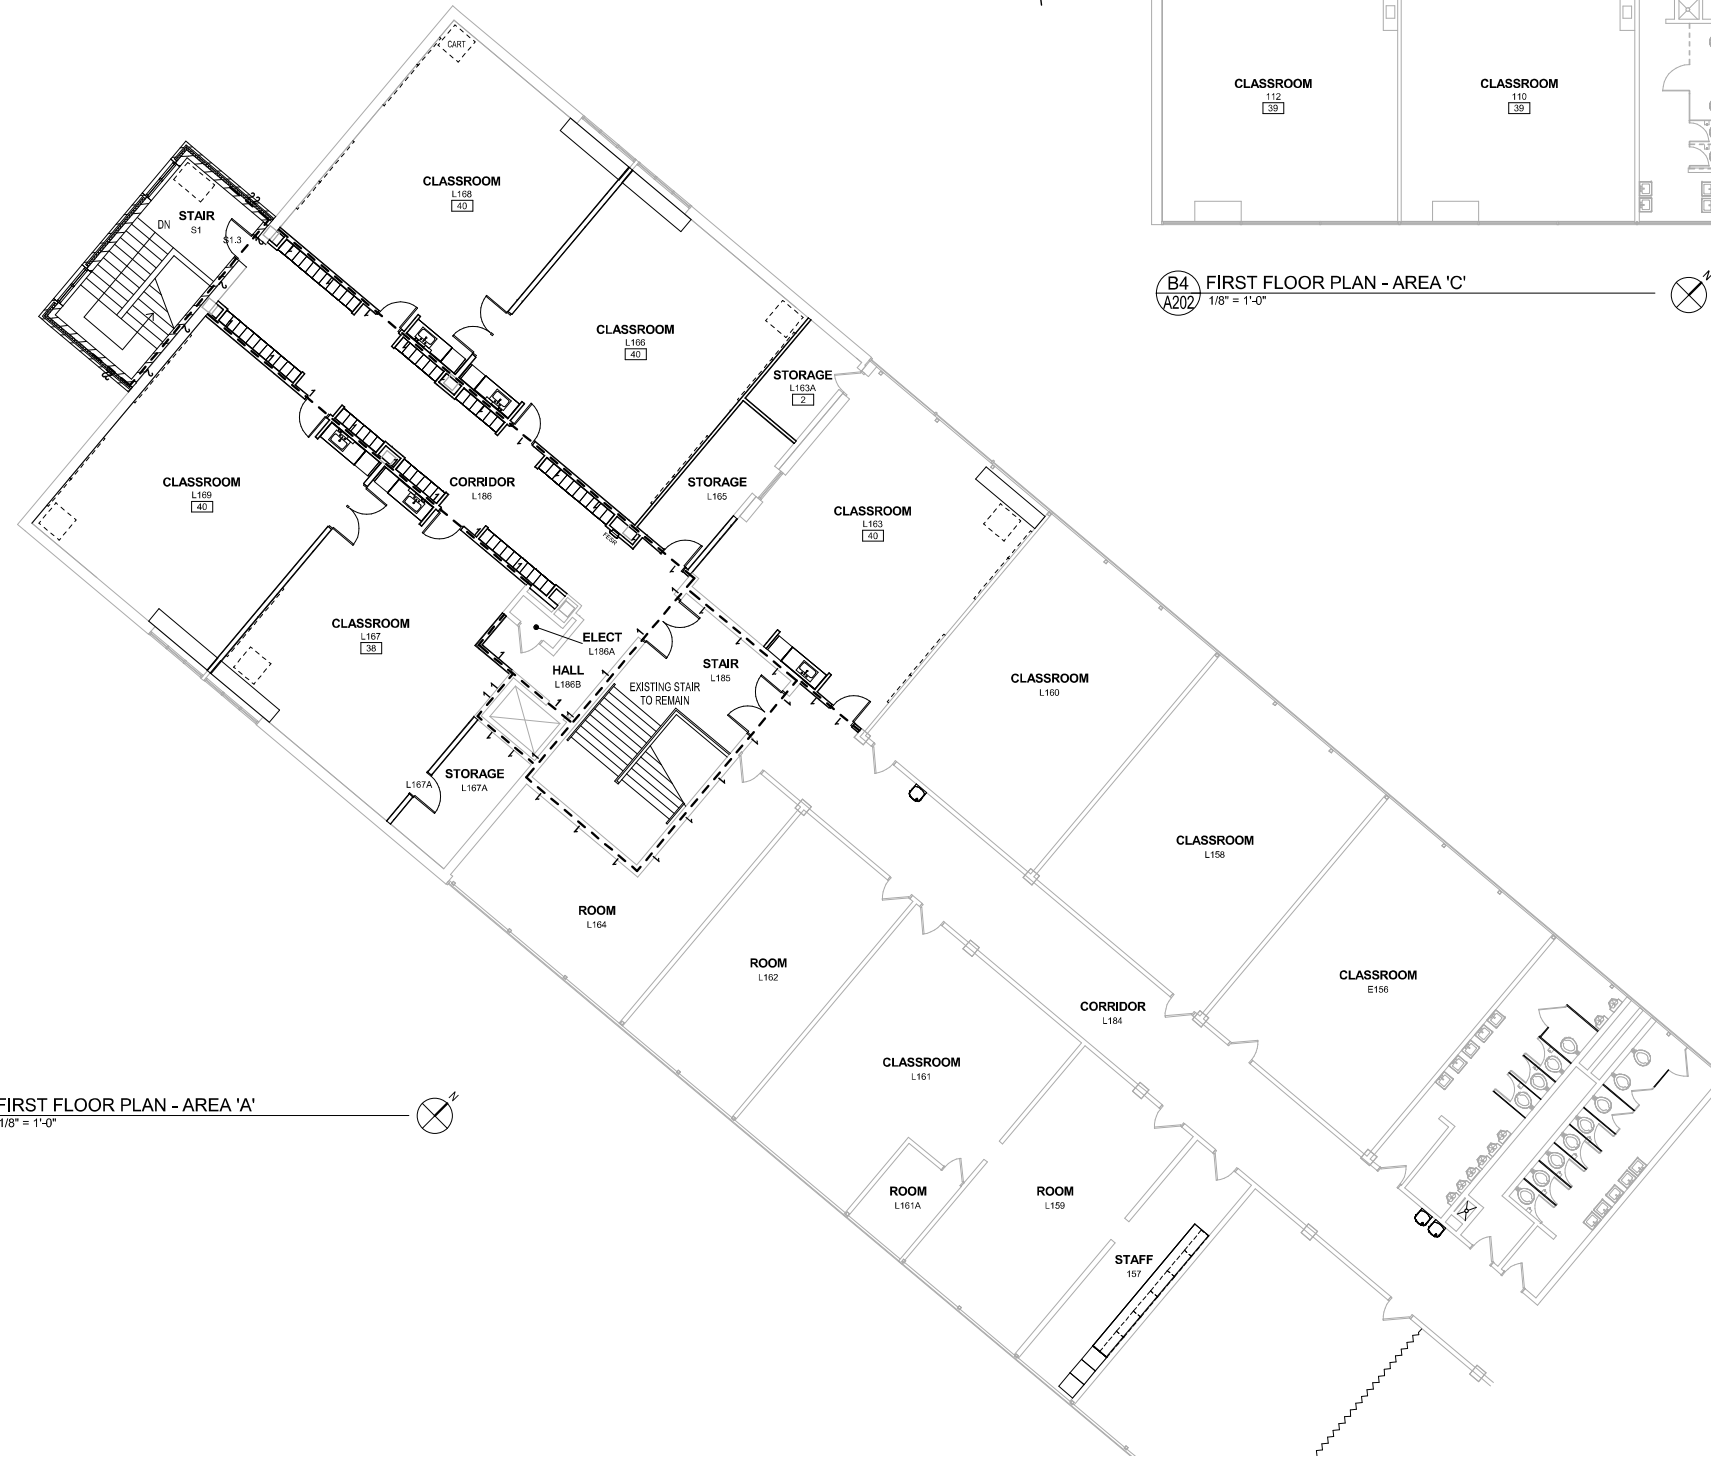 CART
CLASSROOM
112
39
CLASSROOM
110
39
CLASSROOM
L168
40
STAIR
S1
DN
S1.3
B4
A202
FIRST FLOOR PLAN - AREA 'C'
1/8" = 1'-0"
N
CLASSROOM
L166
40
STORAGE
L163A
2
CLASSROOM
L169
40
CORRIDOR
L186
STORAGE
L165
CLASSROOM
L163
40
FESR
CLASSROOM
L167
38
ELECT
L186A
HALL
L186B
STAIR
L185
EXISTING STAIR
TO REMAIN
CLASSROOM
L160
L167A
STORAGE
L167A
CLASSROOM
L158
ROOM
L164
ROOM
L162
CLASSROOM
E156
CORRIDOR
L184
CLASSROOM
L161
FIRST FLOOR PLAN - AREA 'A'
1/8" = 1'-0"
N
ROOM
L161A
ROOM
L159
STAFF
157